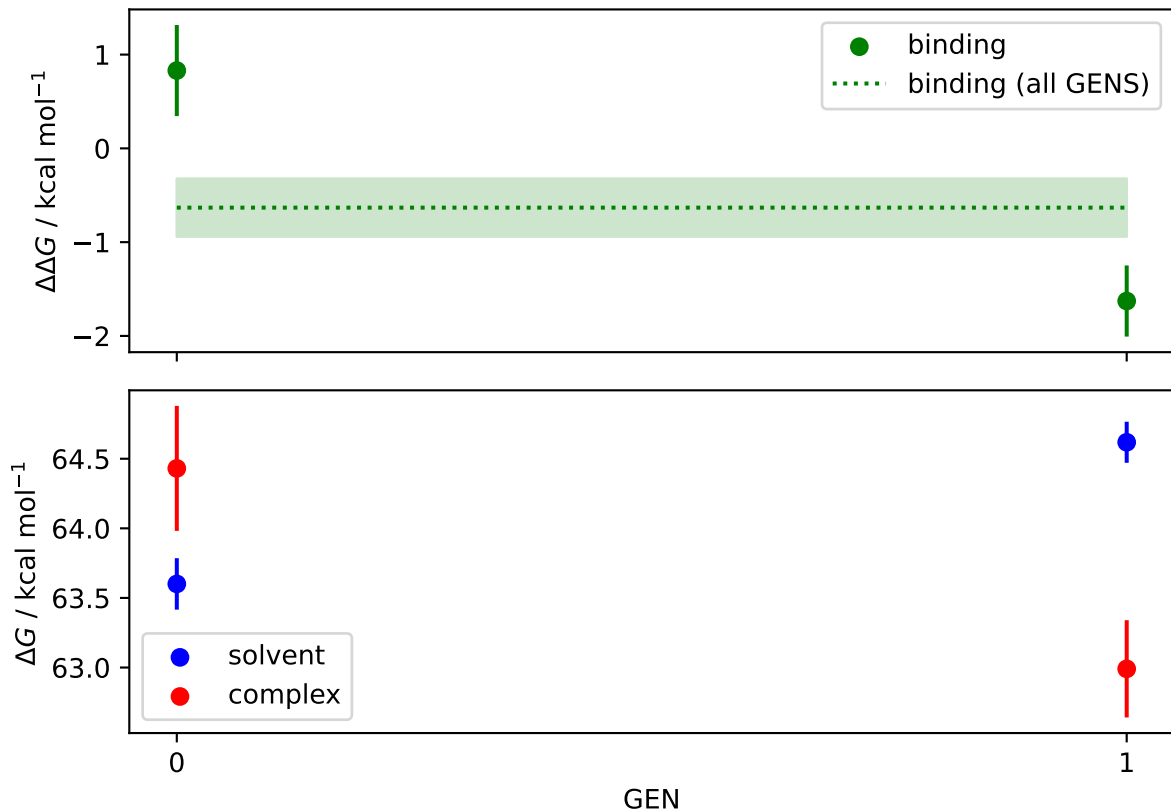 ΔΔG / kcal mol⁻¹
1
0
−1
−2
binding
binding (all GENS)
ΔG / kcal mol⁻¹
64.5
64.0
63.5
63.0
solvent
complex
0
1
GEN